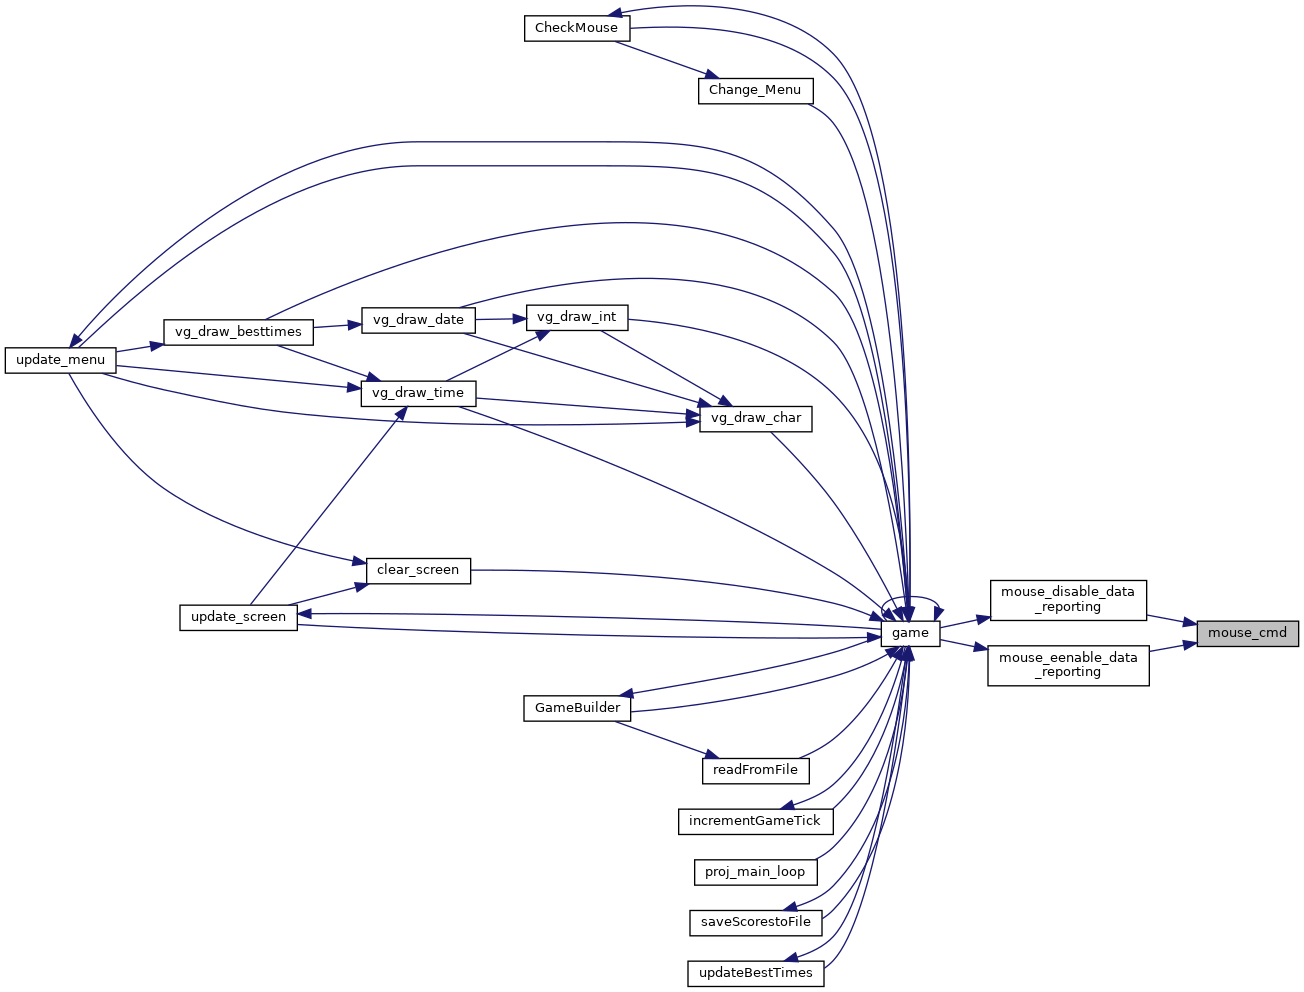 CheckMouse
Change_Menu
vg_draw_int
vg_draw_date
vg_draw_besttimes
update_menu
vg_draw_time
vg_draw_char
clear_screen
update_screen
game
mouse_disable_data
_reporting
mouse_eenable_data
_reporting
mouse_cmd
GameBuilder
readFromFile
incrementGameTick
proj_main_loop
saveScorestoFile
updateBestTimes